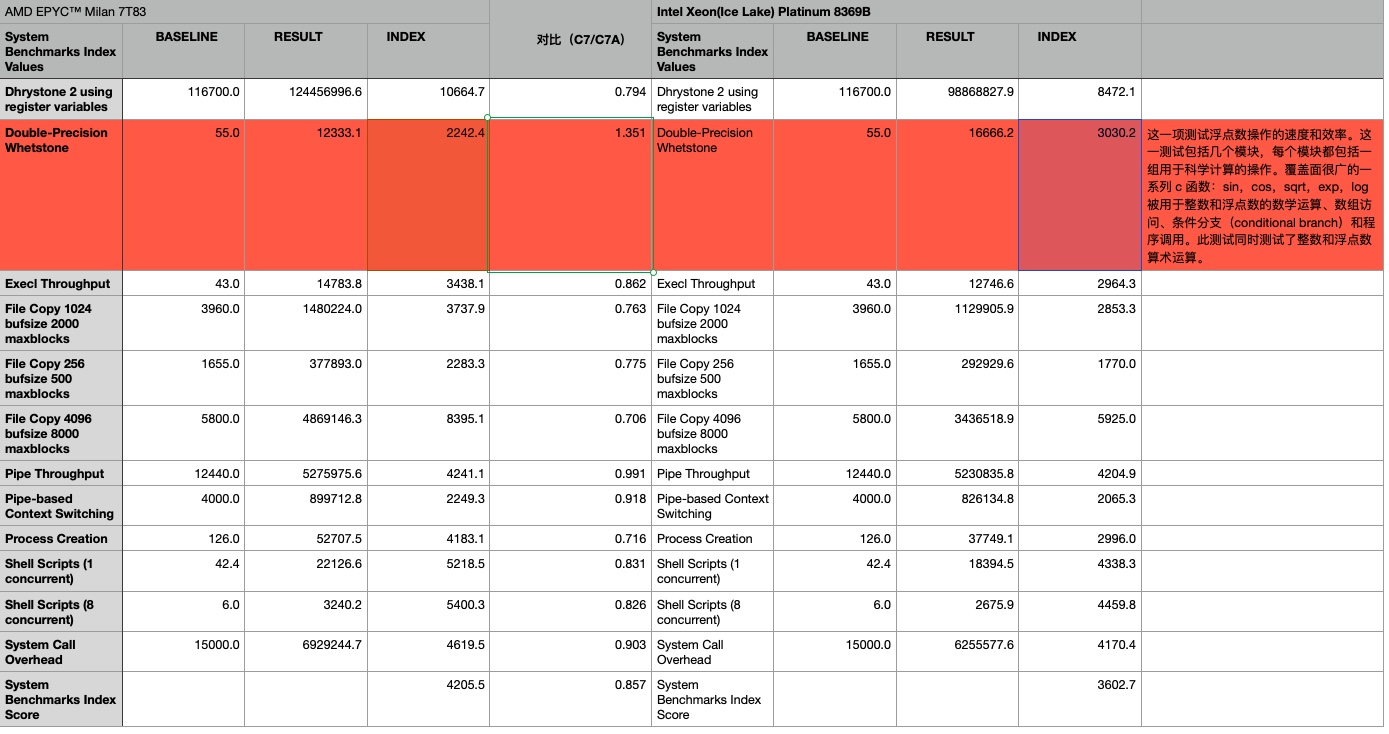 AMD EPYC™ Milan 7T83 Intel Xeon(Ice Lake) Platinum 8369B
System Benchmarks Index Values BASELINE RESULT INDEX 对比（C7/C7A） System Benchmarks Index Values BASELINE RESULT INDEX
Dhrystone 2 using register variables 116700.0 124456996.6 10664.7 0.794 Dhrystone 2 using register variables 116700.0 98868827.9 8472.1
Double-Precision Whetstone 55.0 12333.1 2242.4 1.351 Double-Precision Whetstone 55.0 16666.2 3030.2
这一项测试浮点数操作的速度和效率。这
一测试包括几个模块，每个模块都包括一
组用于科学计算的操作。覆盖面很广的一
系列 c 函数：sin，cos，sqrt，exp，log
被用于整数和浮点数的数学运算、数组访
问、条件分支（conditional branch）和程
序调用。此测试同时测试了整数和浮点数
算术运算。
Execl Throughput 43.0 14783.8 3438.1 0.862 Execl Throughput 43.0 12746.6 2964.3
File Copy 1024 bufsize 2000 maxblocks 3960.0 1480224.0 3737.9 0.763 File Copy 1024 bufsize 2000 maxblocks 3960.0 1129905.9 2853.3
File Copy 256 bufsize 500 maxblocks 1655.0 377893.0 2283.3 0.775 File Copy 256 bufsize 500 maxblocks 1655.0 292929.6 1770.0
File Copy 4096 bufsize 8000 maxblocks 5800.0 4869146.3 8395.1 0.706 File Copy 4096 bufsize 8000 maxblocks 5800.0 3436518.9 5925.0
Pipe Throughput 12440.0 5275975.6 4241.1 0.991 Pipe Throughput 12440.0 5230835.8 4204.9
Pipe-based Context Switching 4000.0 899712.8 2249.3 0.918 Pipe-based Context Switching 4000.0 826134.8 2065.3
Process Creation 126.0 52707.5 4183.1 0.716 Process Creation 126.0 37749.1 2996.0
Shell Scripts (1 concurrent) 42.4 22126.6 5218.5 0.831 Shell Scripts (1 concurrent) 42.4 18394.5 4338.3
Shell Scripts (8 concurrent) 6.0 3240.2 5400.3 0.826 Shell Scripts (8 concurrent) 6.0 2675.9 4459.8
System Call Overhead 15000.0 6929244.7 4619.5 0.903 System Call Overhead 15000.0 6255577.6 4170.4
System Benchmarks Index Score 4205.5 0.857 System Benchmarks Index Score 3602.7